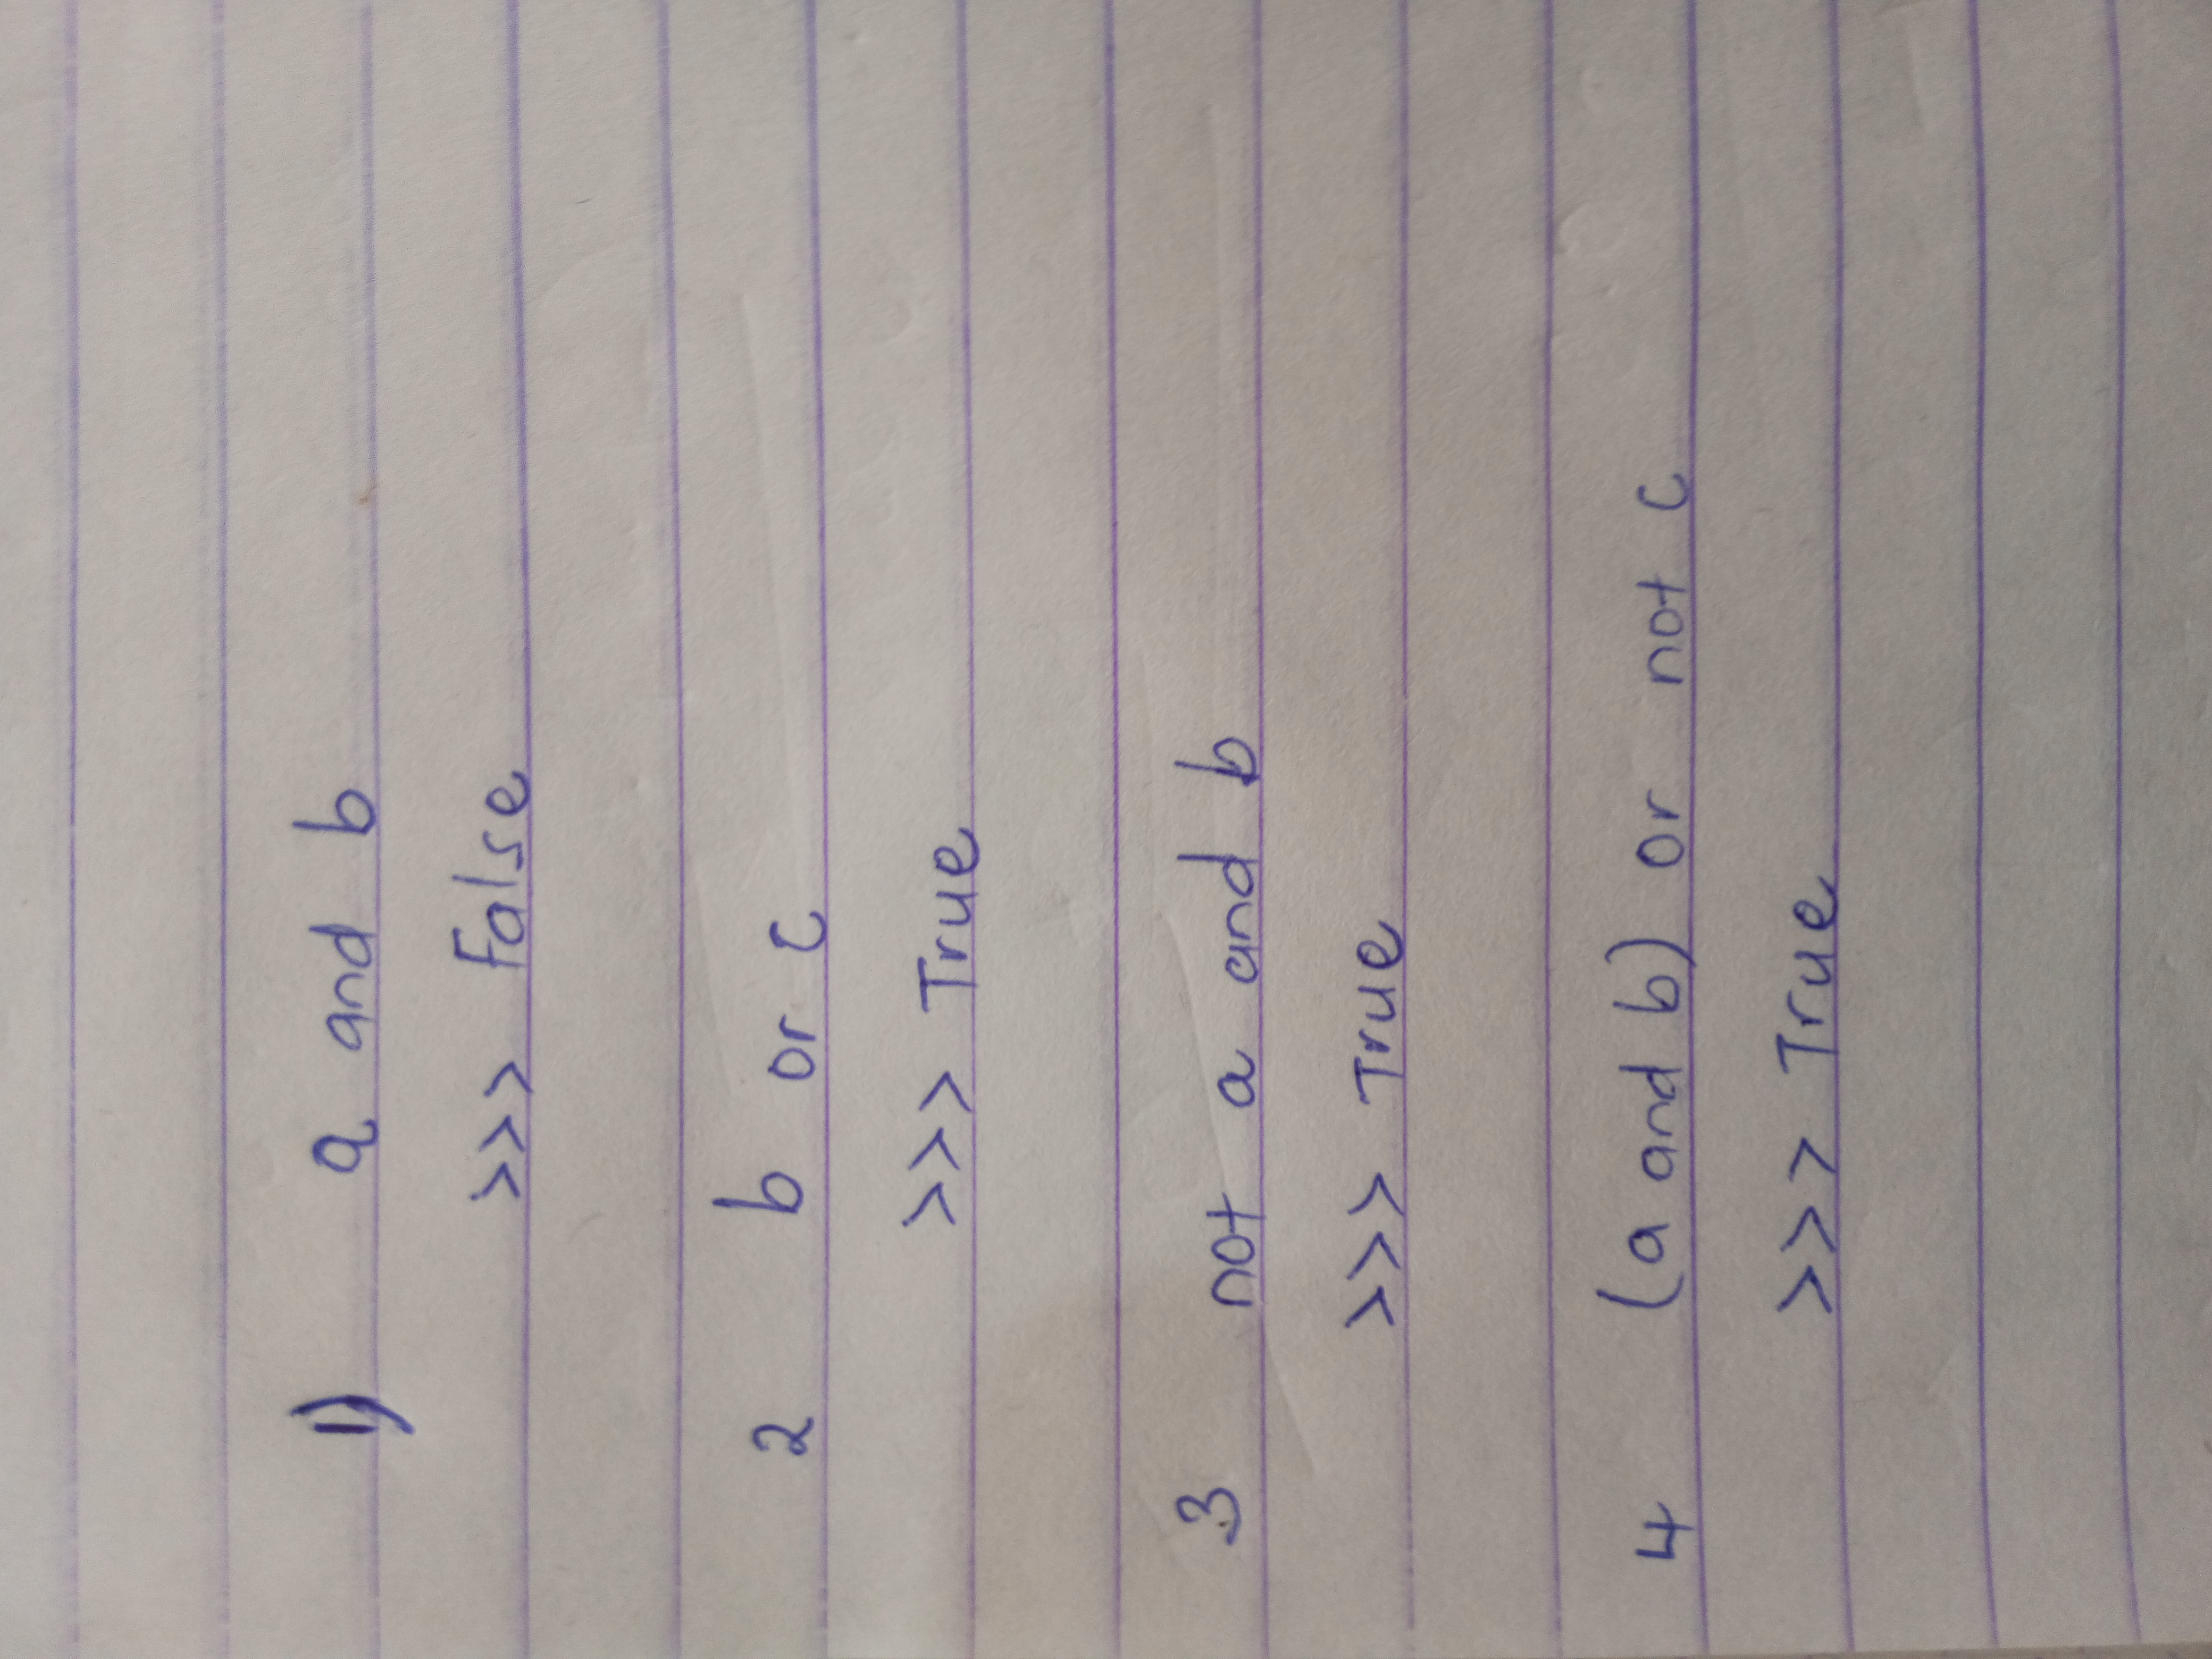 1) a and b
>>> False
2 b or c
>>> True
3 not a and b
>>> True
4 (a and b) or not c
>>> True